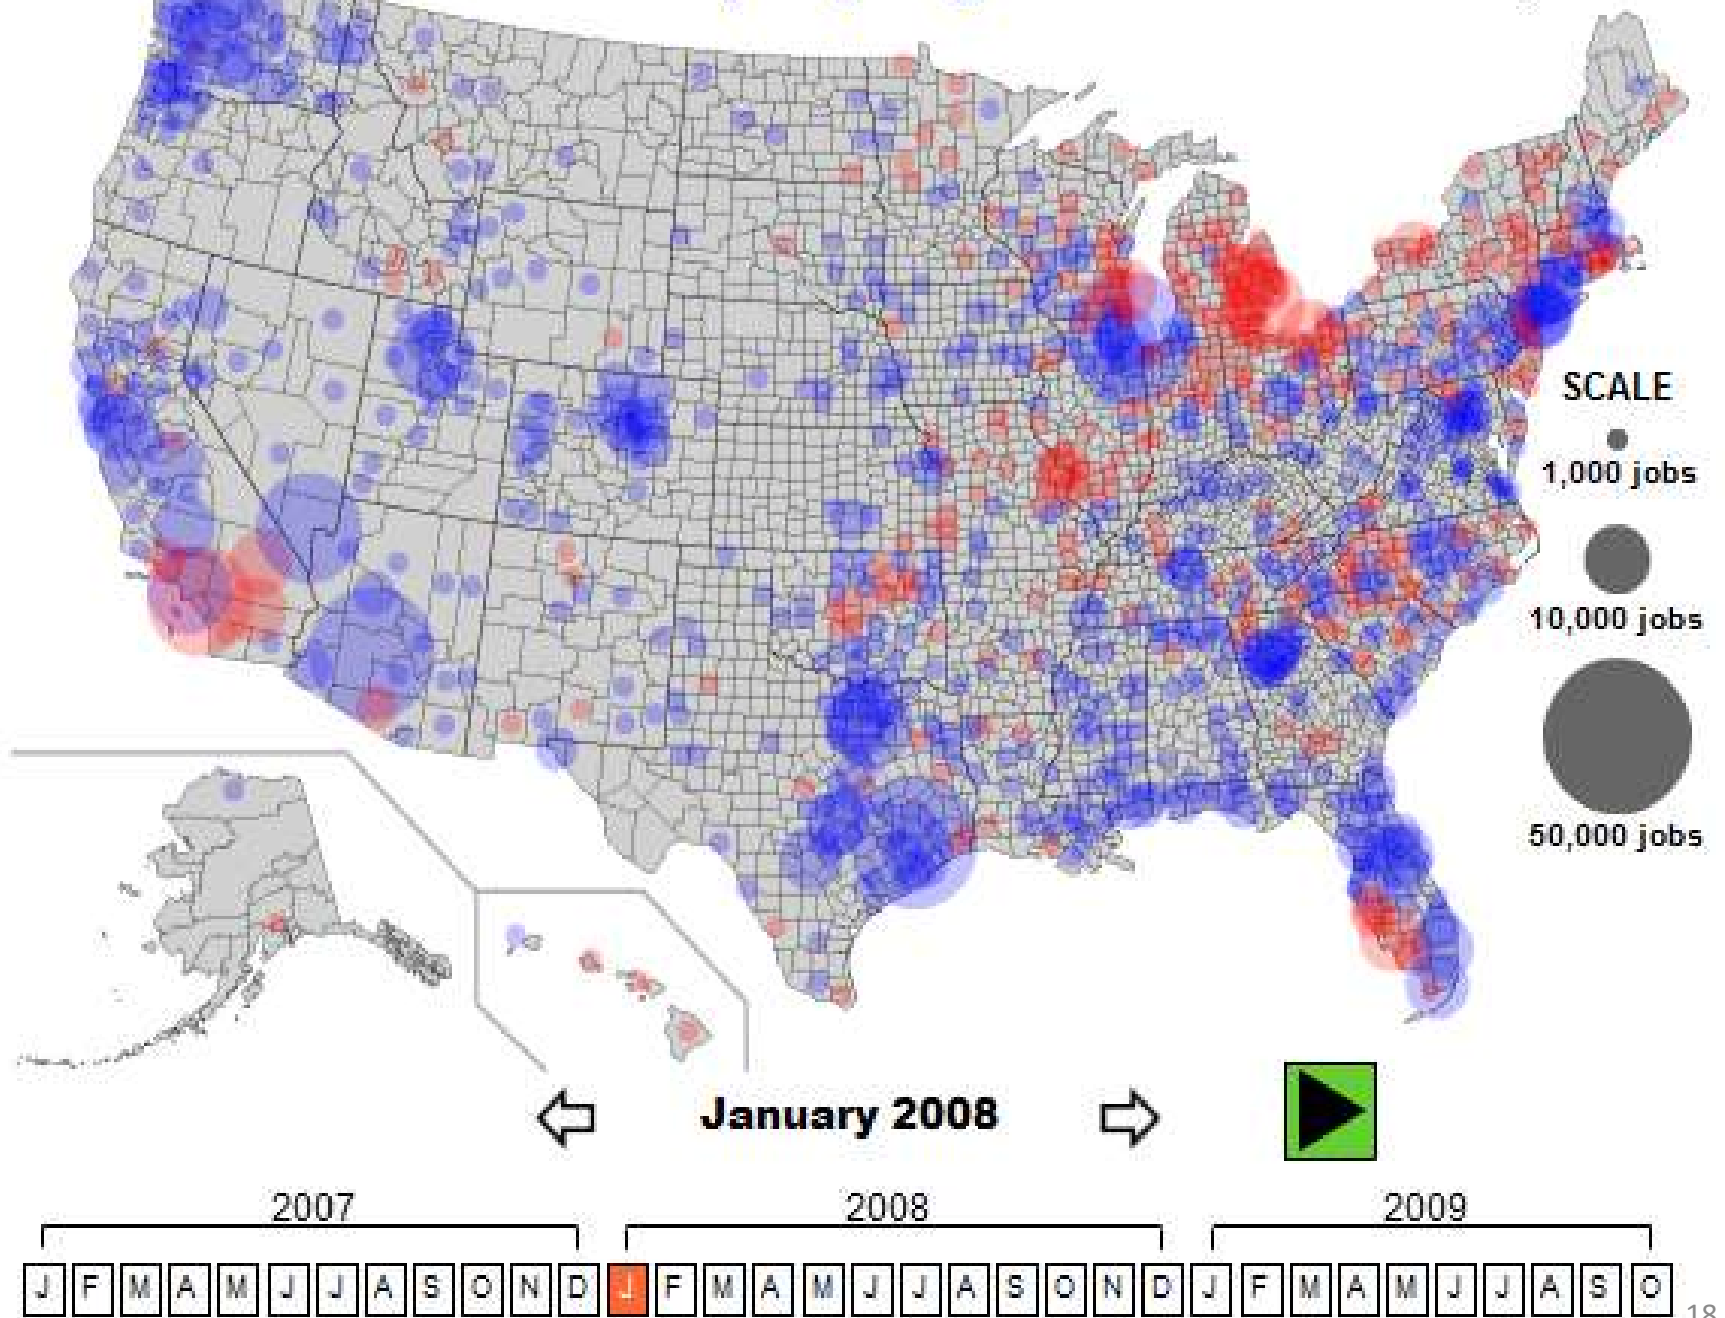 SCALE
1,000 jobs
10,000 jobs
50,000 jobs
January 2008
2007 2008 2009
J F M A M J J A S O N D J F M A M J J A S O N D J F M A M J J A S O
18